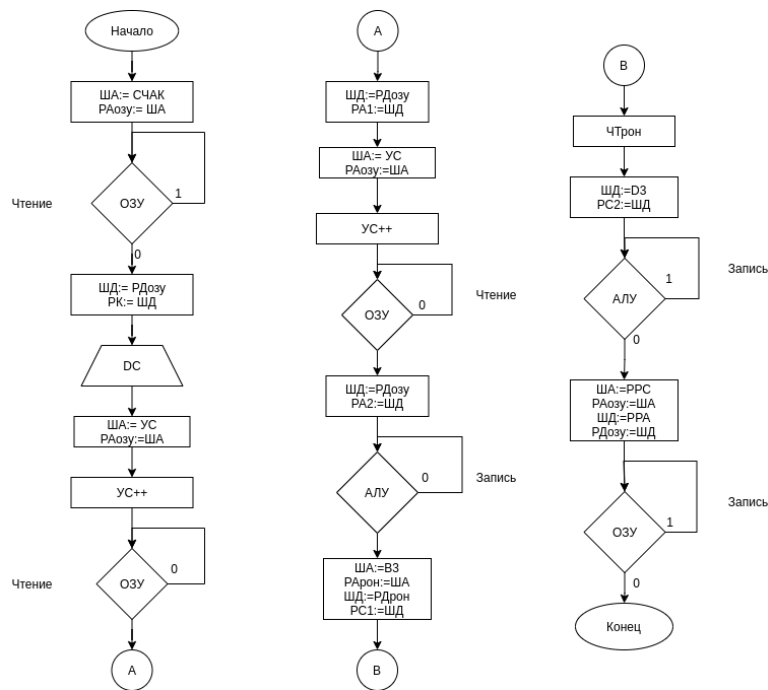 Начало
ША:= СЧАК
РАозу:= ША
Чтение
ОЗУ
1
0
ШД:= РДозу
РК:= ШД
DC
ША:= УС
РАозу:=ША
УС++
Чтение
ОЗУ
0
А
А
ШД:=РДозу
РА1:=ШД
ША:= УС
РАозу:=ША
УС++
ОЗУ
0
Чтение
ШД:=РДозу
РА2:=ШД
АЛУ
0
Запись
ША:=В3
РАрон:=ША
ШД:=РДрон
РС1:=ШД
В
В
ЧТрон
ШД:=D3
РС2:=ШД
АЛУ
1
Запись
0
ША:=РРС
РАозу:=ША
ШД:=РРА
РДозу:=ШД
ОЗУ
1
Запись
0
Конец